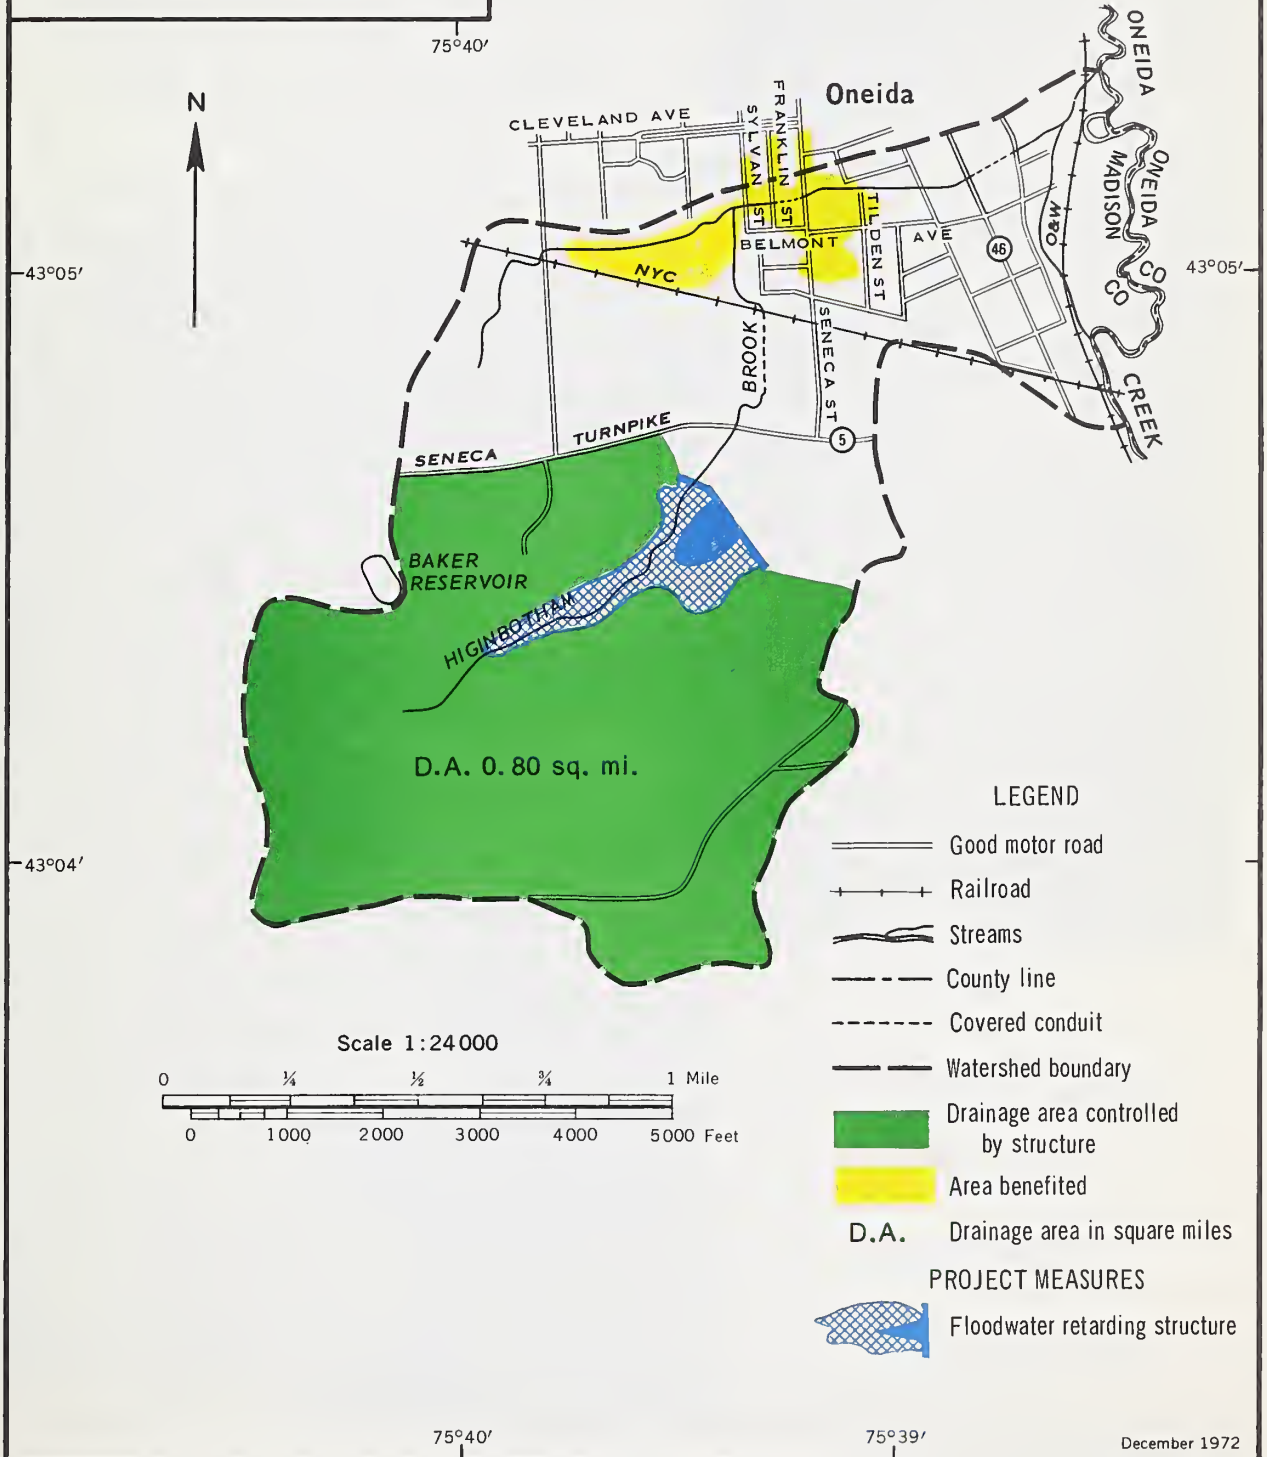 75°40′
N
Oneida
ONEIDA
CLEVELAND AVE
SYLVAN ST
FRANKLIN ST
TILDEN ST
BELMONT AVE
46
O&W
MADISON CO
ONEIDA CO
43°05′
43°05′
NYC
BROOK
SENECA ST
CREEK
SENECA TURNPIKE
5
BAKER
RESERVOIR
HIGINBOTHAM
D.A. 0.80 sq. mi.
43°04′
LEGEND
Good motor road
Railroad
Streams
County line
Covered conduit
Watershed boundary
Drainage area controlled
by structure
Area benefited
D.A. Drainage area in square miles
PROJECT MEASURES
Floodwater retarding structure
Scale 1:24000
0 ¼ ½ ¾ 1 Mile
0 1000 2000 3000 4000 5000 Feet
75°40′
75°39′
December 1972